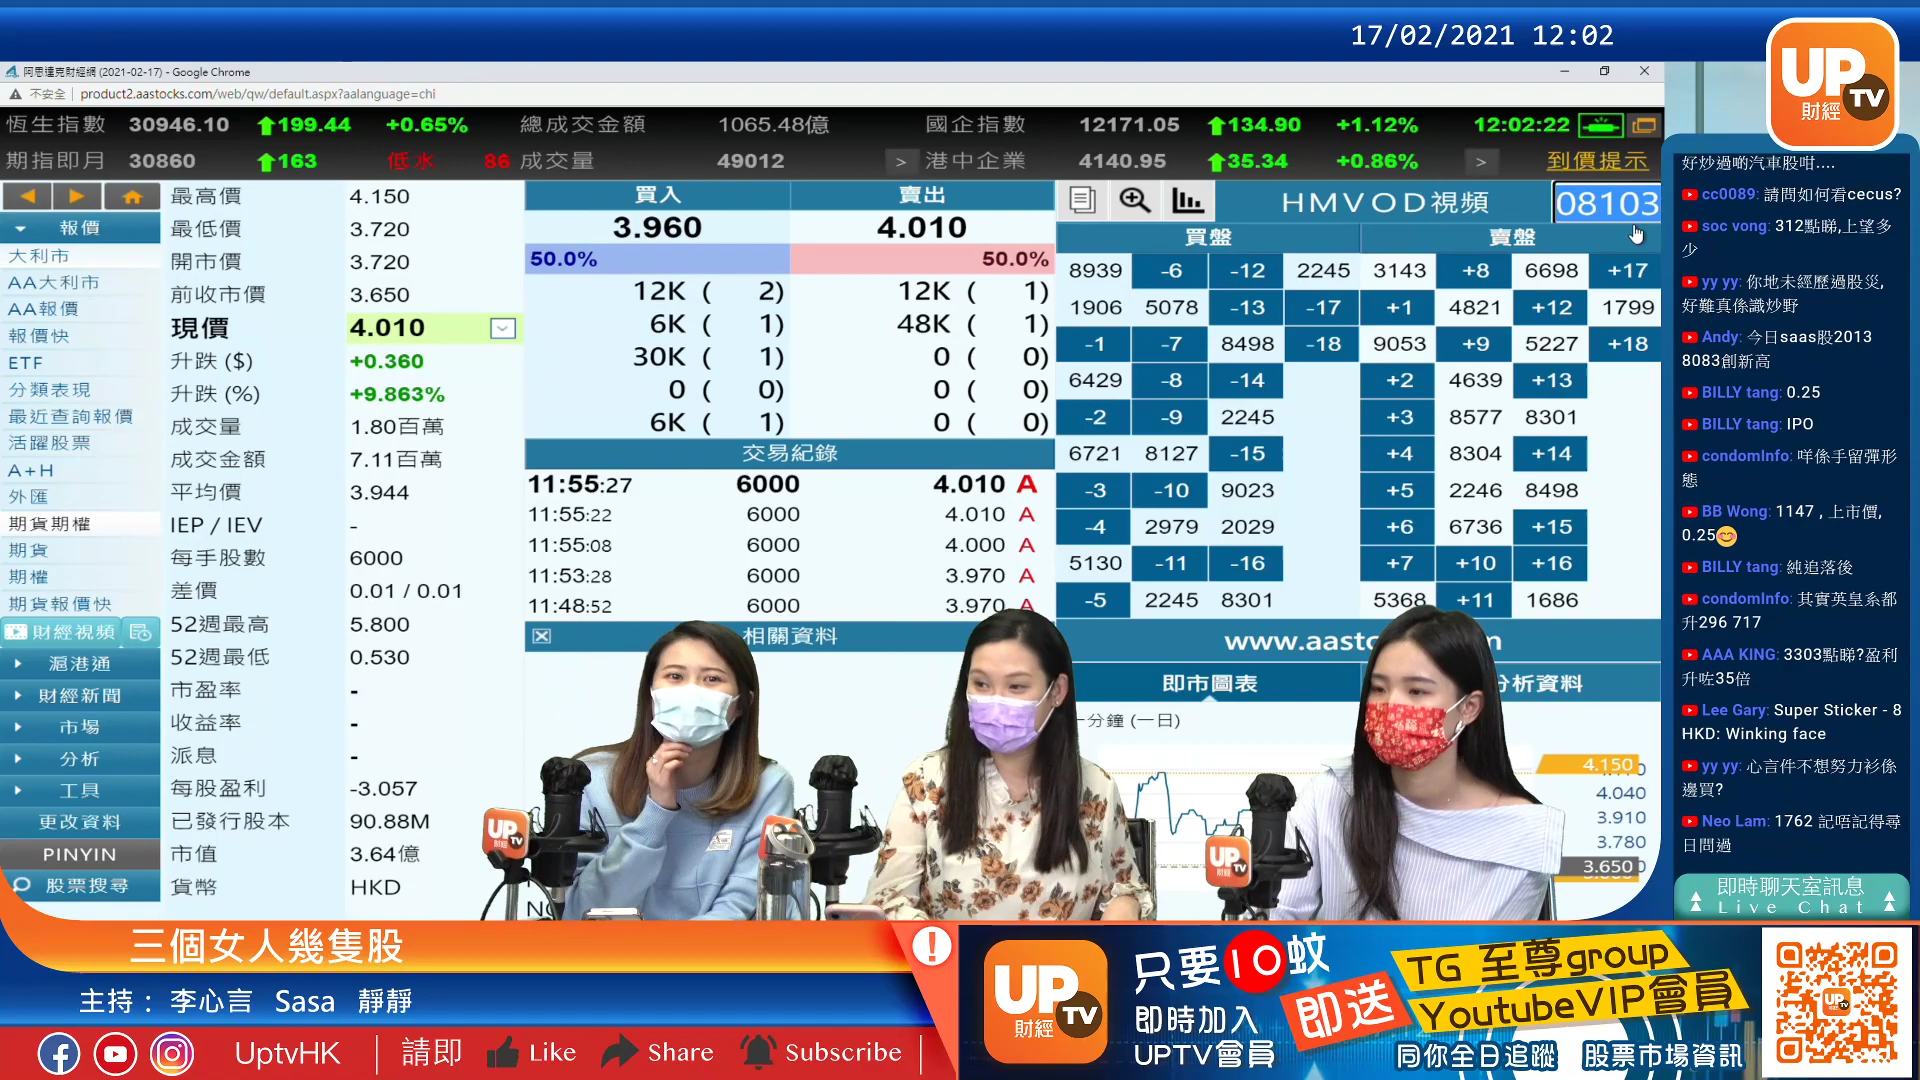 17/02/2021 12:02
UP TV 財經
阿思達克財經網 (2021-02-17) - Google Chrome
不安全 | product2.aastocks.com/web/qw/default.aspx?aalanguage=chi
恆生指數 30946.10 199.44 +0.65% 總成交金額 1065.48億 國企指數 12171.05 134.90 +1.12% 12:02:22
期指即月 30860 163 低水 86 成交量 49012 > 港中企業 4140.95 35.34 +0.86% > 到價提示
報價
大利市
AA大利市
AA報價
報價快
ETF
分類表現
最近查詢報價
活躍股票
A+H
外匯
期貨期權
期貨
期權
期貨報價快
財經視頻
滬港通
財經新聞
市場
分析
工具
更改資料
PINYIN
股票搜尋
最高價 4.150
最低價 3.720
開市價 3.720
前收市價 3.650
現價 4.010
升跌 ($) +0.360
升跌 (%) +9.863%
成交量 1.80百萬
成交金額 7.11百萬
平均價 3.944
IEP / IEV -
每手股數 6000
差價 0.01 / 0.01
52週最高 5.800
52週最低 0.530
市盈率 -
收益率 -
派息 -
每股盈利 -3.057
已發行股本 90.88M
市值 3.64億
貨幣 HKD
買入 賣出
3.960 4.010
50.0% 50.0%
12K ( 2) 12K ( 1)
6K ( 1) 48K ( 1)
30K ( 1) 0 ( 0)
0 ( 0) 0 ( 0)
6K ( 1) 0 ( 0)
交易紀錄
11:55:27 6000 4.010 A
11:55:22 6000 4.010 A
11:55:08 6000 4.000 A
11:53:28 6000 3.970 A
11:48:52 6000 3.970 A
相關資料
HMVOD視頻 08103
買盤 賣盤
8939 -6 -12 2245 3143 +8 6698 +17
1906 5078 -13 -17 +1 4821 +12 1799
-1 -7 8498 -18 9053 +9 5227 +18
6429 -8 -14 +2 4639 +13
-2 -9 2245 +3 8577 8301
6721 8127 -15 +4 8304 +14
-3 -10 9023 +5 2246 8498
-4 2979 2029 +6 6736 +15
5130 -11 -16 +7 +10 +16
-5 2245 8301 5368 +11 1686
www.aasto
即市圖表 分析資料
分鐘 (一日)
4.150
4.040
3.910
3.780
3.650
好炒過啲汽車股咁....
cc0089: 請問如何看cecus?
soc vong: 312點睇,上望多
少
yy yy: 你地未經歷過股災,
好難真係識炒野
Andy: 今日saas股2013
8083創新高
BILLY tang: 0.25
BILLY tang: IPO
condomInfo: 咩係手留彈形
態
BB Wong: 1147 , 上市價,
0.25😊
BILLY tang: 純追落後
condomInfo: 其實英皇系都
升296 717
AAA KING: 3303點睇?盈利
升咗35倍
Lee Gary: Super Sticker - 8
HKD: Winking face
yy yy: 心言件不想努力衫係
邊買?
Neo Lam: 1762 記唔記得尋
日問過
即時聊天室訊息
Live Chat
UP TV 財經
UP TV
三個女人幾隻股
主持： 李心言 Sasa 靜靜
UptvHK | 請即 Like Share Subscribe |
!
UP TV 財經
只要10蚊
即時加入
UPTV會員
即送
TG 至尊group
YoutubeVIP會員
同你全日追蹤 股票市場資訊
UP